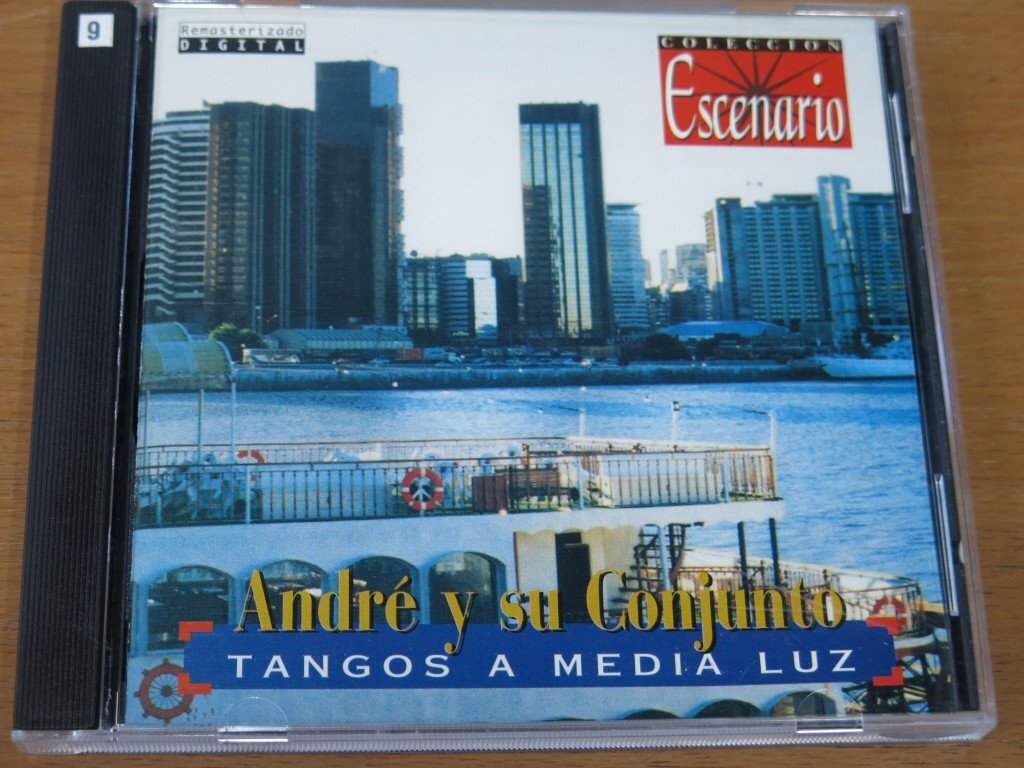 9
Remasterizado
DIGITAL
COLECCION
Escenario
André y su Conjunto
TANGOS A MEDIA LUZ